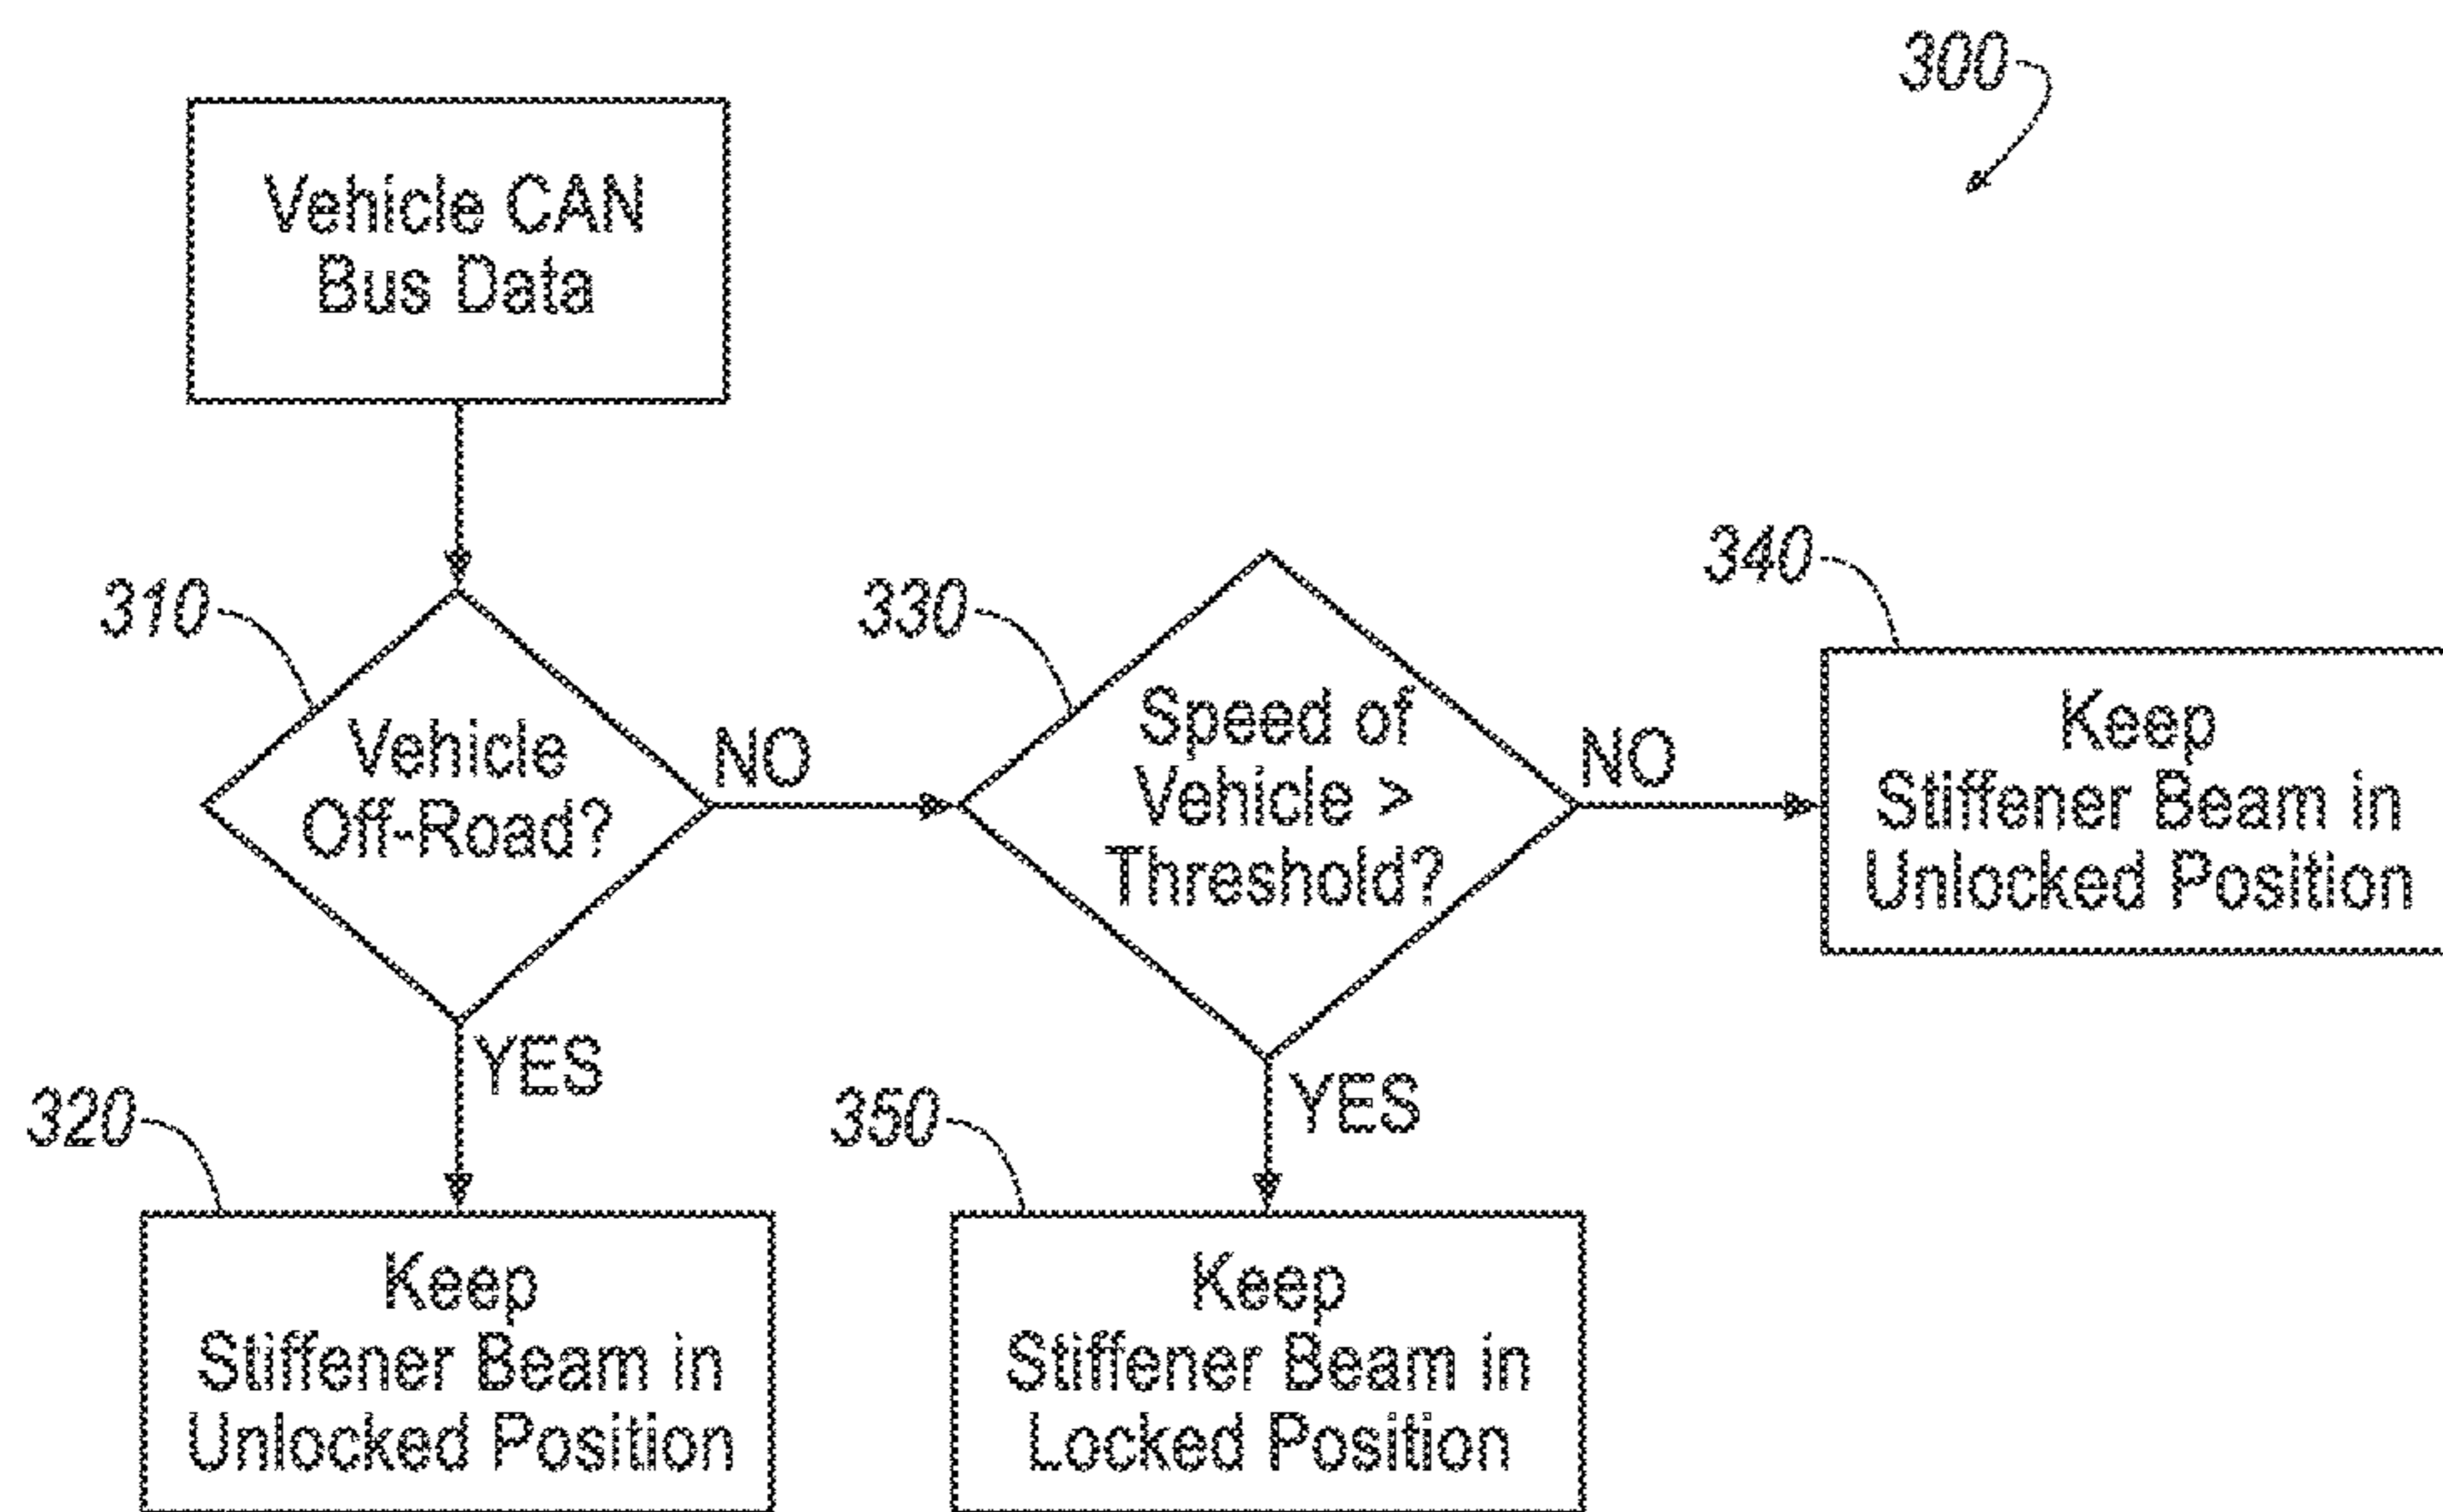 300
Vehicle CAN
Bus Data
310
Vehicle
Off-Road?
NO
330
Speed of
Vehicle >
Threshold?
NO
340
Keep
Stiffener Beam in
Unlocked Position
YES
320
Keep
Stiffener Beam in
Unlocked Position
YES
350
Keep
Stiffener Beam in
Locked Position